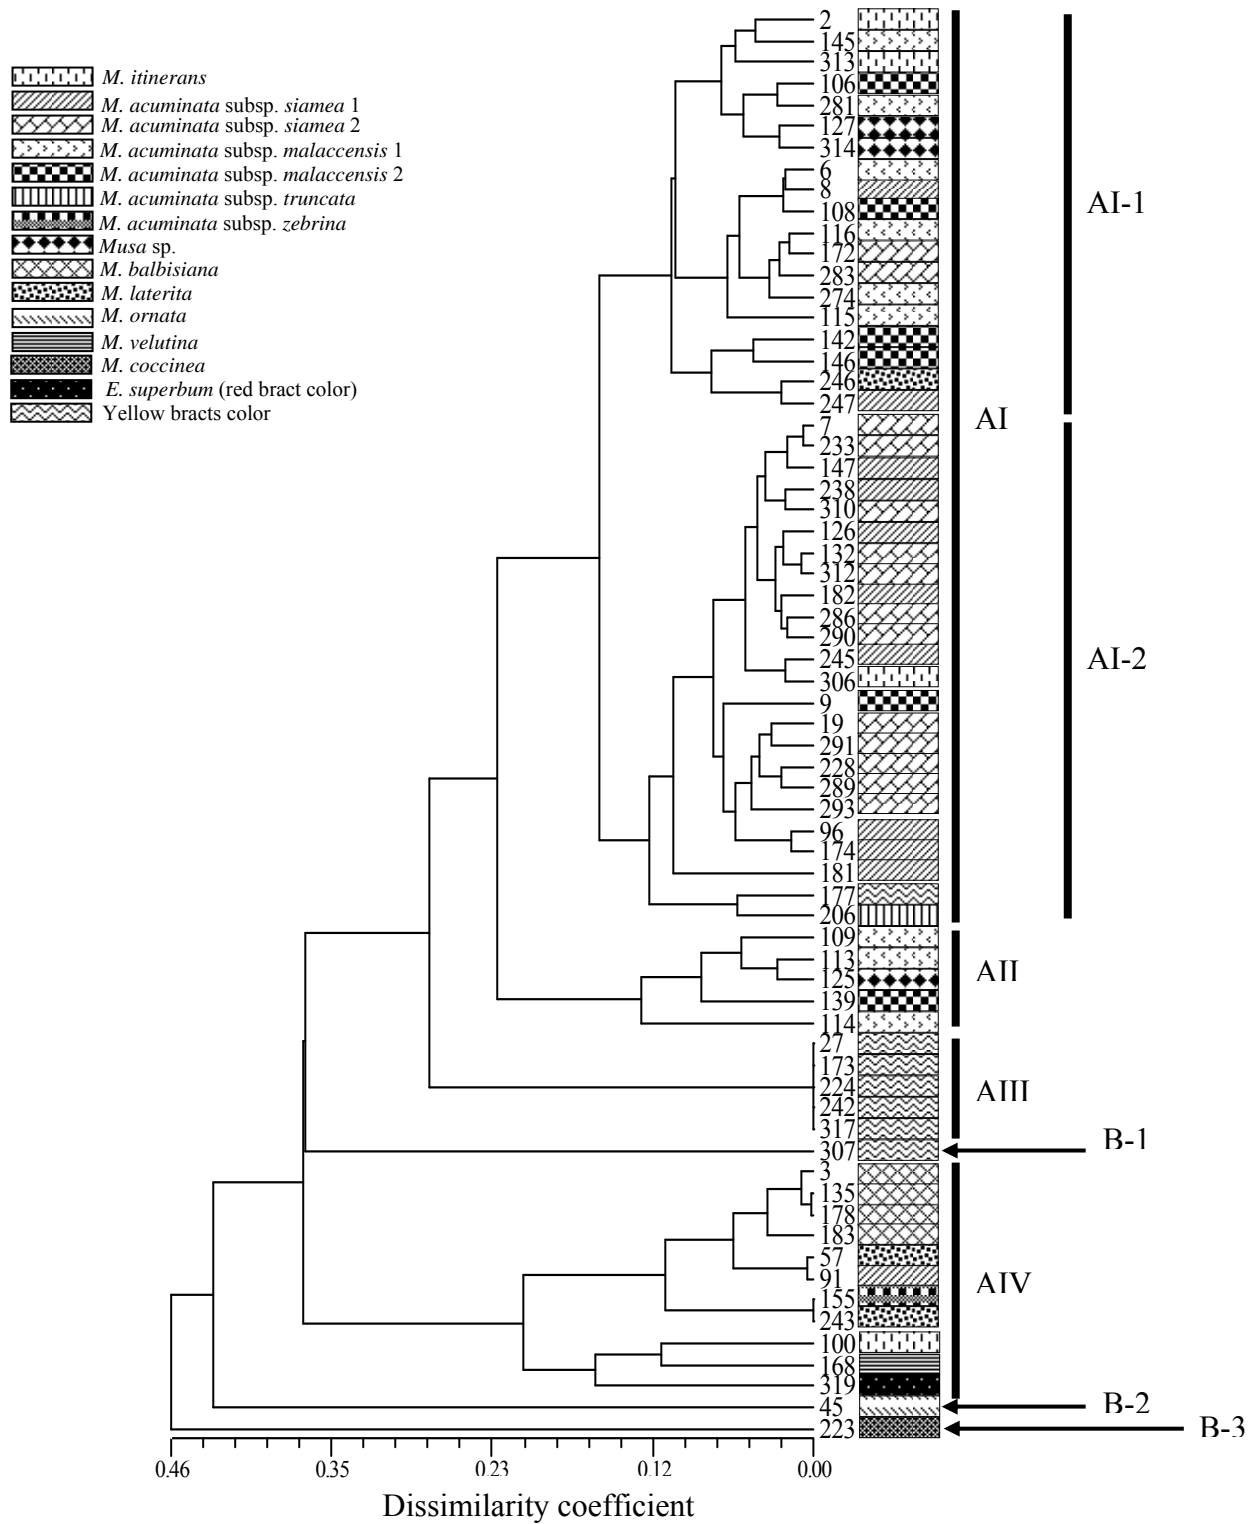 M. itinerans
M. acuminata subsp. siamea 1
M. acuminata subsp. siamea 2
M. acuminata subsp. malaccensis 1
M. acuminata subsp. malaccensis 2
M. acuminata subsp. truncata
M. acuminata subsp. zebrina
Musa sp.
M. balbisiana
M. laterita
M. ornata
M. velutina
M. coccinea
E. superbum (red bract color)
Yellow bracts color
2
145
313
106
281
127
314
6
8
108
116
172
283
274
115
142
146
246
247
7
233
147
238
310
126
132
312
182
286
290
245
306
9
19
291
228
289
293
96
174
181
177
206
109
113
125
139
114
27
173
224
242
317
307
3
135
178
183
57
91
155
243
100
168
319
45
223
AI-1
AI
AI-2
AII
AIII
B-1
AIV
B-2
B-3
0.46 0.35 0.23 0.12 0.00
Dissimilarity coefficient